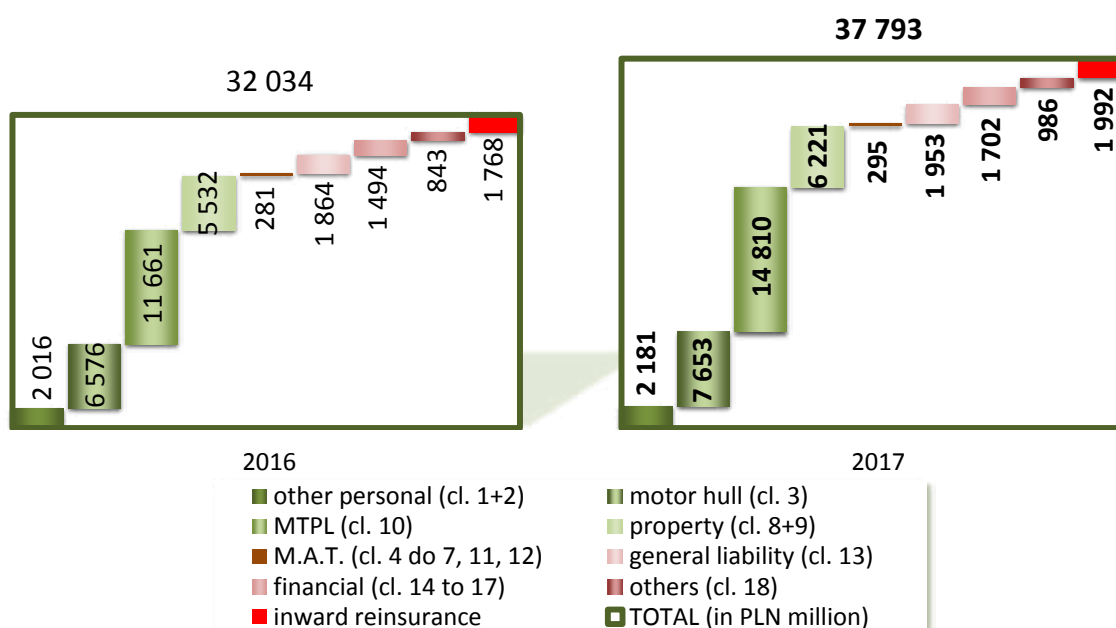 37 793
32 034
2 016
6 576
11 661
5 532
281
1 864
1 494
843
1 768
2 181
7 653
14 810
6 221
295
1 953
1 702
986
1 992
2016
2017
other personal (cl. 1+2)
motor hull (cl. 3)
MTPL (cl. 10)
property (cl. 8+9)
M.A.T. (cl. 4 do 7, 11, 12)
general liability (cl. 13)
financial (cl. 14 to 17)
others (cl. 18)
inward reinsurance
TOTAL (in PLN million)